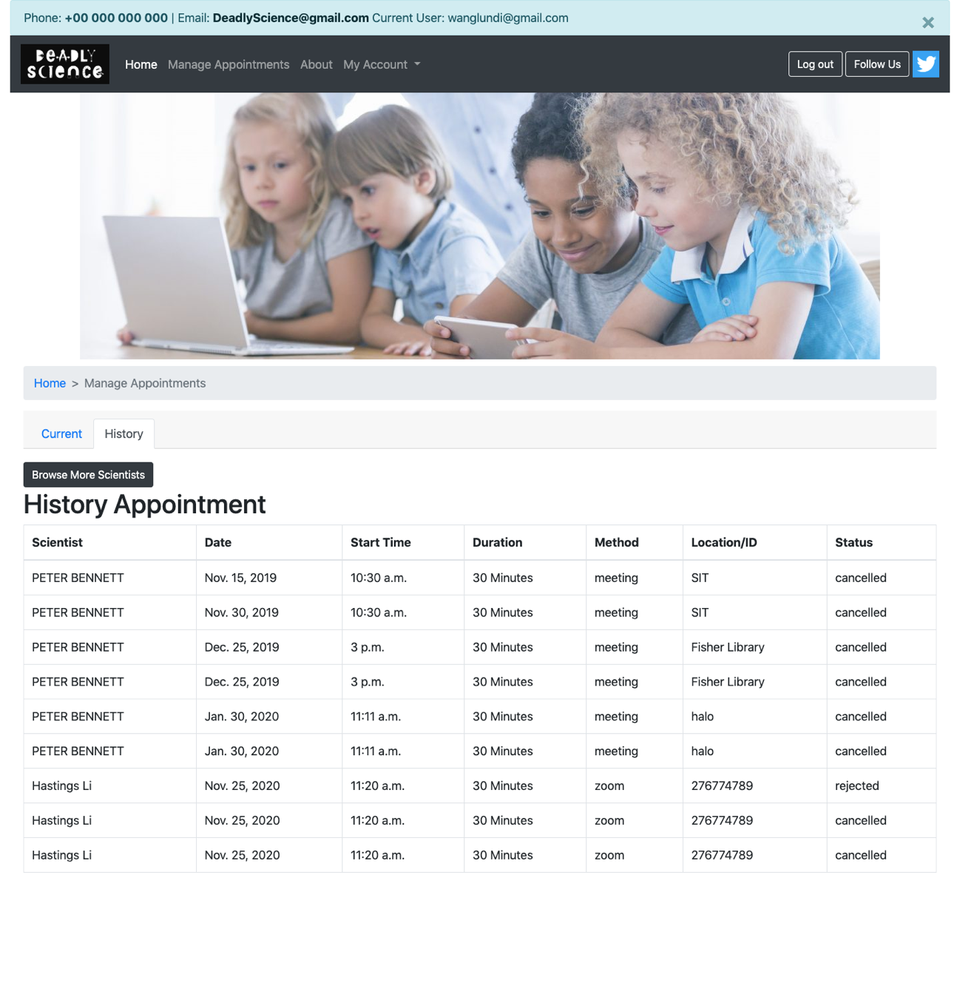 Phone: +00 000 000 000 | Email: DeadlyScience@gmail.com Current User: wanglundi@gmail.com ×
DEADLY
SCIENCE
Home Manage Appointments About My Account Log out Follow Us
Home > Manage Appointments
Current History
Browse More Scientists
History Appointment
Scientist Date Start Time Duration Method Location/ID Status
PETER BENNETT Nov. 15, 2019 10:30 a.m. 30 Minutes meeting SIT cancelled
PETER BENNETT Nov. 30, 2019 10:30 a.m. 30 Minutes meeting SIT cancelled
PETER BENNETT Dec. 25, 2019 3 p.m. 30 Minutes meeting Fisher Library cancelled
PETER BENNETT Dec. 25, 2019 3 p.m. 30 Minutes meeting Fisher Library cancelled
PETER BENNETT Jan. 30, 2020 11:11 a.m. 30 Minutes meeting halo cancelled
PETER BENNETT Jan. 30, 2020 11:11 a.m. 30 Minutes meeting halo cancelled
Hastings Li Nov. 25, 2020 11:20 a.m. 30 Minutes zoom 276774789 rejected
Hastings Li Nov. 25, 2020 11:20 a.m. 30 Minutes zoom 276774789 cancelled
Hastings Li Nov. 25, 2020 11:20 a.m. 30 Minutes zoom 276774789 cancelled